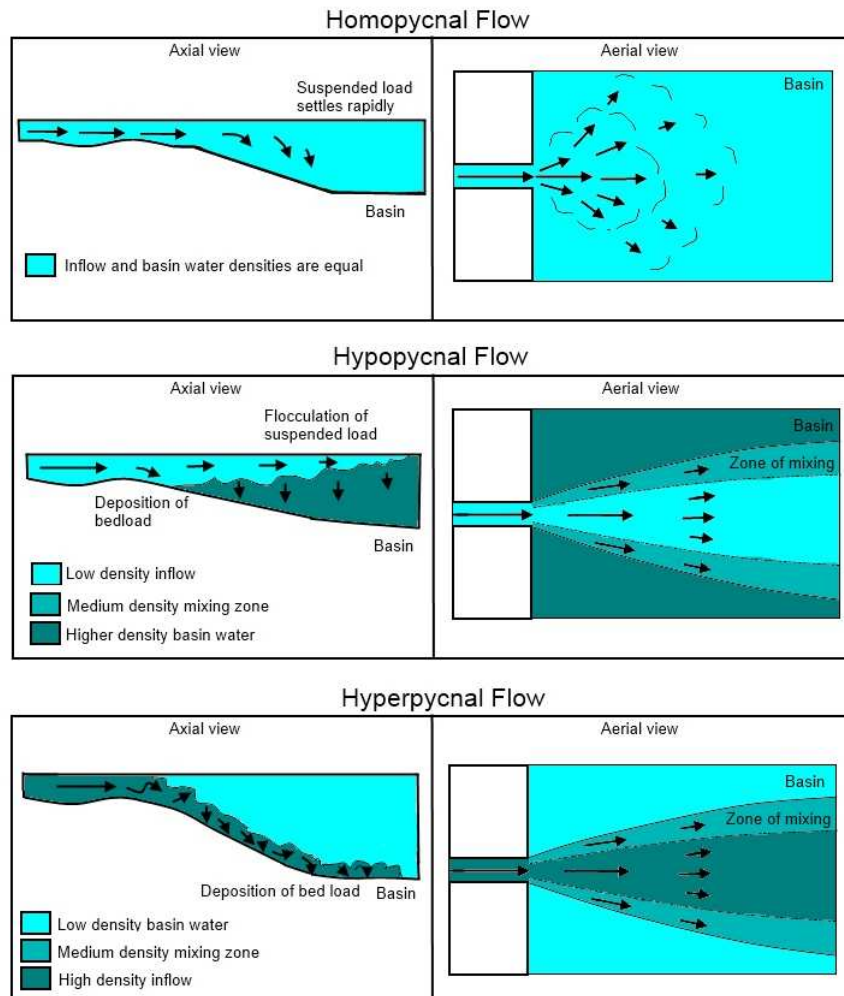 Homopycnal Flow
Axial view
Suspended load
settles rapidly
Basin
Inflow and basin water densities are equal
Aerial view
Basin
Hypopycnal Flow
Axial view
Flocculation of
suspended load
Deposition of
bedload
Basin
Low density inflow
Medium density mixing zone
Higher density basin water
Aerial view
Basin
Zone of mixing
Hyperpycnal Flow
Axial view
Deposition of bed load
Basin
Low density basin water
Medium density mixing zone
High density inflow
Aerial view
Basin
Zone of mixing